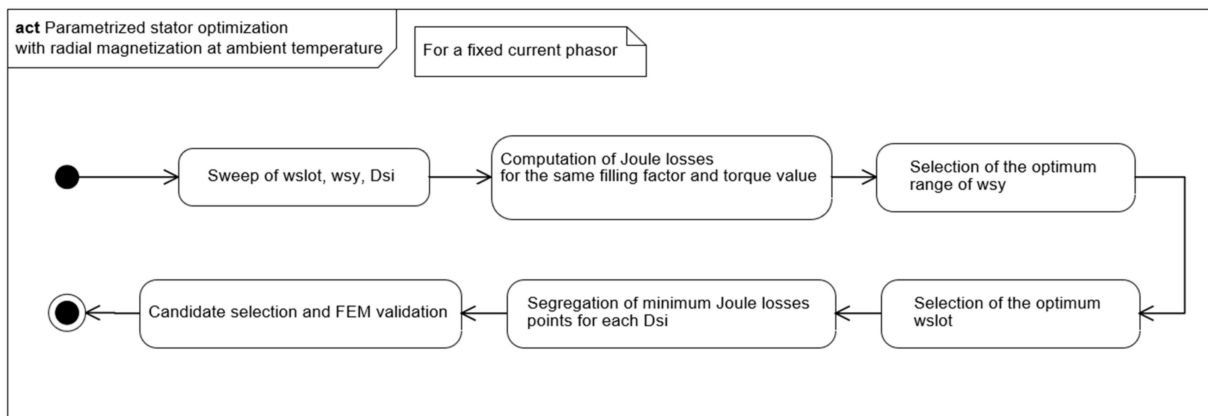 act Parametrized stator optimization
with radial magnetization at ambient temperature
For a fixed current phasor
Sweep of wslot, wsy, Dsi
Computation of Joule losses
for the same filling factor and torque value
Selection of the optimum
range of wsy
Selection of the optimum
wslot
Segregation of minimum Joule losses
points for each Dsi
Candidate selection and FEM validation